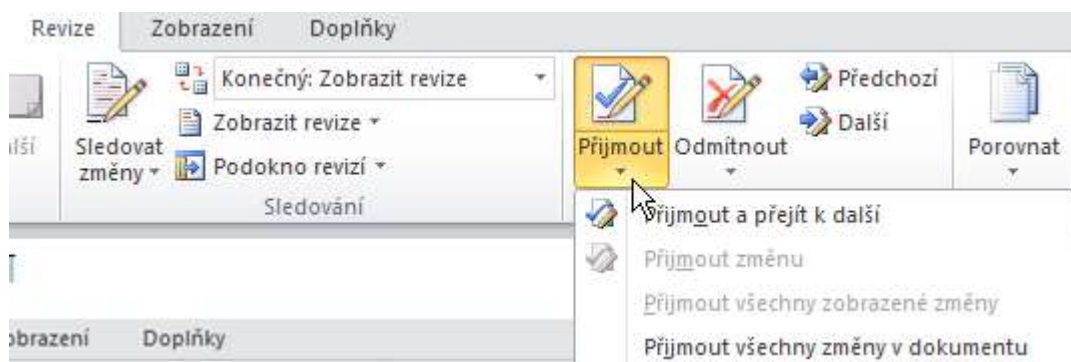 Revize Zobrazení Doplňky
Konečný: Zobrazit revize
Zobrazit revize
Podokno revizí
Sledovat
změny
Sledování
Přijmout
Odmítnout
Předchozí
Další
Porovnat
Přijmout a přejít k další
Přijmout změnu
Přijmout všechny zobrazené změny
Přijmout všechny změny v dokumentu
Doplňky